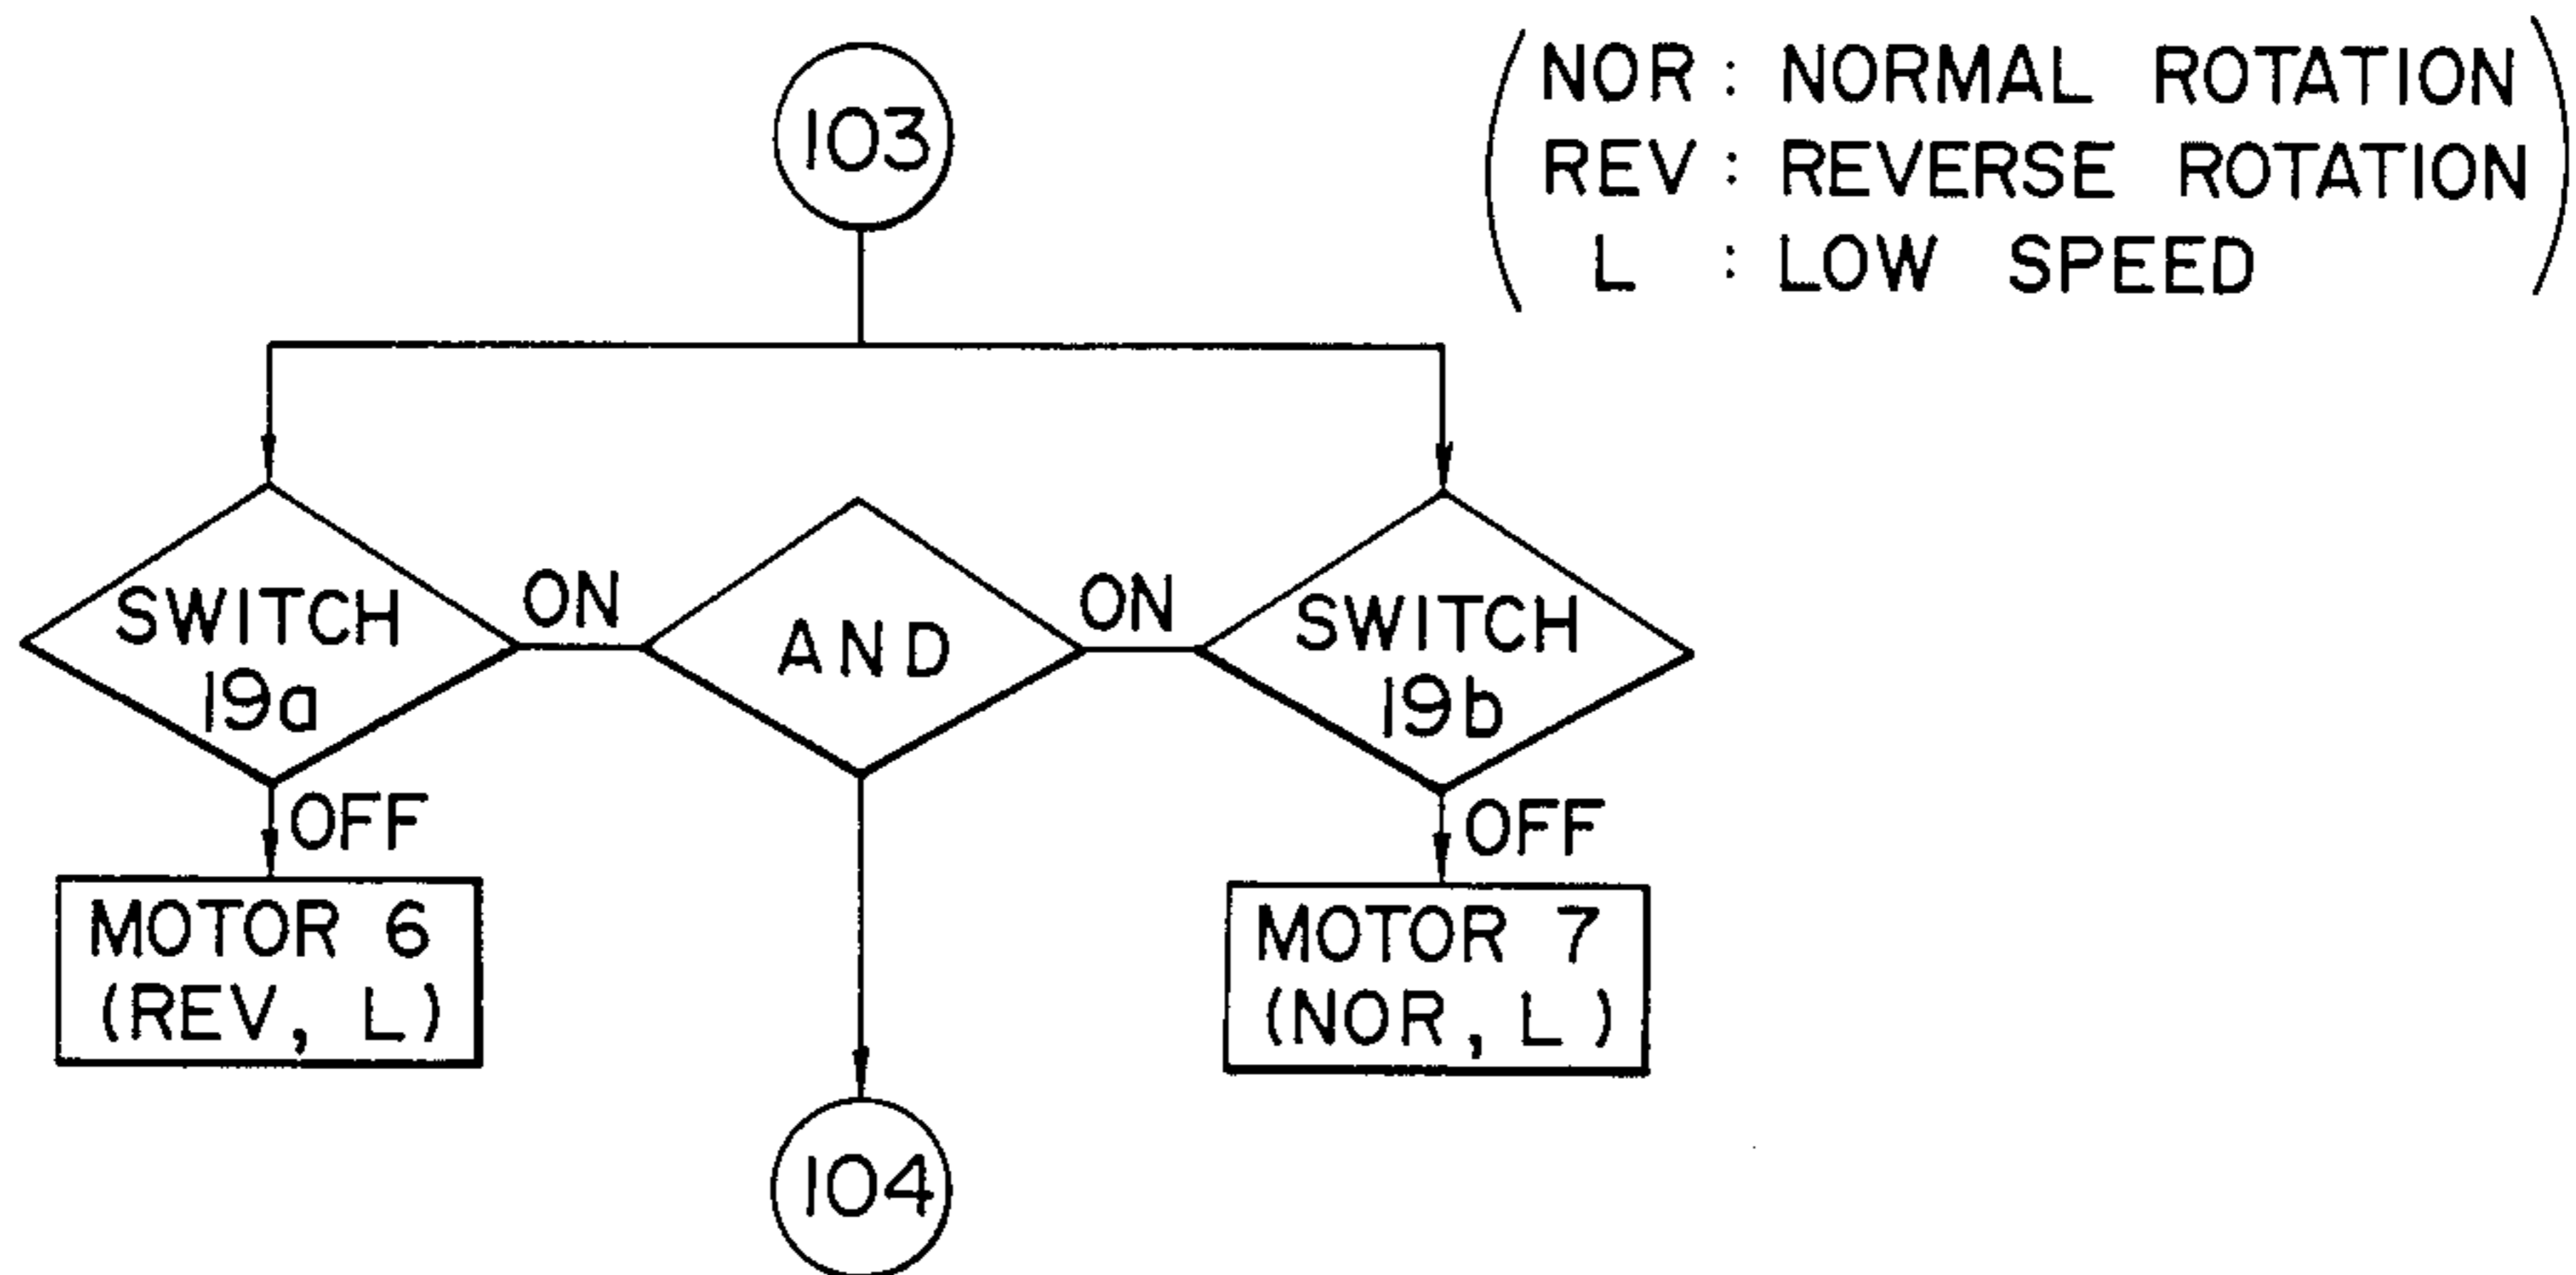 103
NOR : NORMAL ROTATION
REV : REVERSE ROTATION
L : LOW SPEED
SWITCH
19a
ON
AND
ON
SWITCH
19b
OFF
OFF
MOTOR 6
(REV, L)
MOTOR 7
(NOR, L)
104